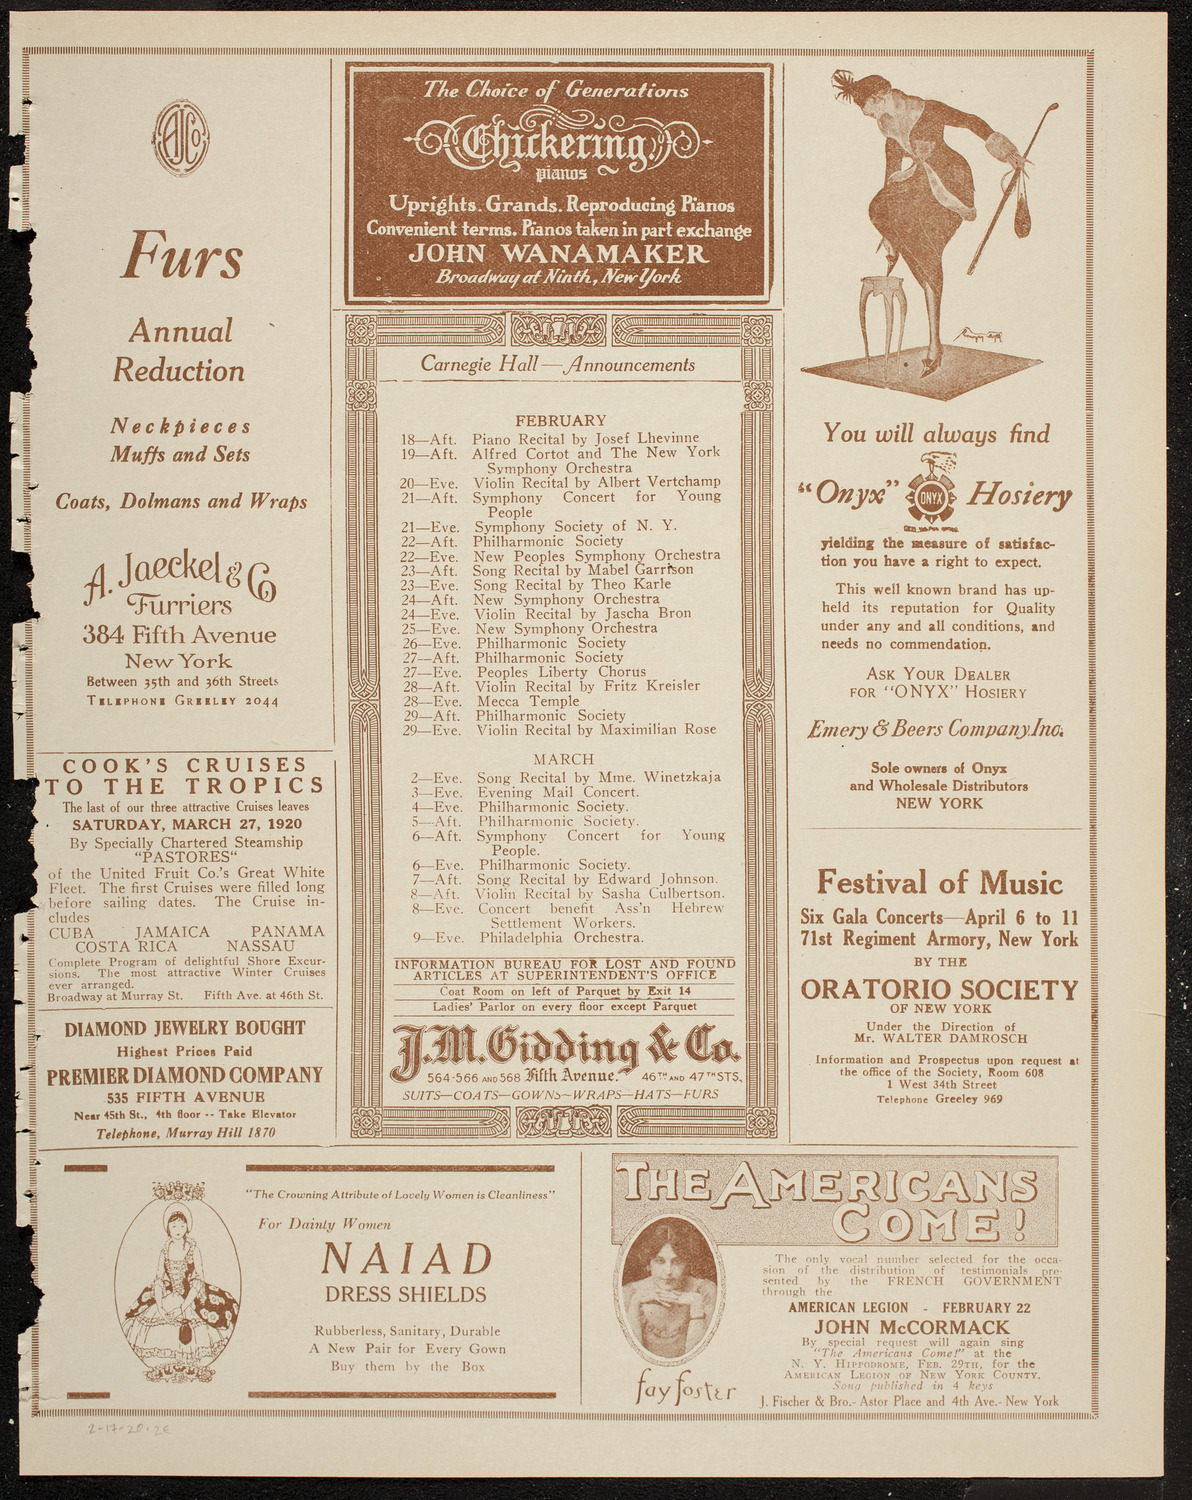 AJCo
Furs
Annual
Reduction
Neckpieces
Muffs and Sets
Coats, Dolmans and Wraps
A. Jaeckel & Co
Furriers
384 Fifth Avenue
New York
Between 35th and 36th Streets
TELEPHONE GREELEY 2044
COOK'S CRUISES
TO THE TROPICS
The last of our three attractive Cruises leaves
SATURDAY, MARCH 27, 1920
By Specially Chartered Steamship
"PASTORES"
of the United Fruit Co.'s Great White
Fleet. The first Cruises were filled long
before sailing dates. The Cruise in-
cludes
CUBA JAMAICA PANAMA
COSTA RICA NASSAU
Complete Program of delightful Shore Excur-
sions. The most attractive Winter Cruises
ever arranged.
Broadway at Murray St. Fifth Ave. at 46th St.
DIAMOND JEWELRY BOUGHT
Highest Prices Paid
PREMIER DIAMOND COMPANY
535 FIFTH AVENUE
Near 45th St., 4th floor -- Take Elevator
Telephone, Murray Hill 1870
The Choice of Generations
Chickering
pianos
Uprights. Grands. Reproducing Pianos
Convenient terms. Pianos taken in part exchange
JOHN WANAMAKER
Broadway at Ninth, New York
Carnegie Hall—Announcements
FEBRUARY
18—Aft. Piano Recital by Josef Lhevinne
19—Aft. Alfred Cortot and The New York
Symphony Orchestra
20—Eve. Violin Recital by Albert Vertchamp
21—Aft. Symphony Concert for Young
People
21—Eve. Symphony Society of N. Y.
22—Aft. Philharmonic Society
22—Eve. New Peoples Symphony Orchestra
23—Aft. Song Recital by Mabel Garrison
23—Eve. Song Recital by Theo Karle
24—Aft. New Symphony Orchestra
24—Eve. Violin Recital by Jascha Bron
25—Eve. New Symphony Orchestra
26—Eve. Philharmonic Society
27—Aft. Philharmonic Society
27—Eve. Peoples Liberty Chorus
28—Aft. Violin Recital by Fritz Kreisler
28—Eve. Mecca Temple
29—Aft. Philharmonic Society
29—Eve. Violin Recital by Maximilian Rose
MARCH
2—Eve. Song Recital by Mme. Winetzkaja
3—Eve. Evening Mail Concert.
4—Eve. Philharmonic Society.
5—Aft. Philharmonic Society.
6—Aft. Symphony Concert for Young
People.
6—Eve. Philharmonic Society.
7—Aft. Song Recital by Edward Johnson.
8—Aft. Violin Recital by Sasha Culbertson.
8—Eve. Concert benefit Ass'n Hebrew
Settlement Workers.
9—Eve. Philadelphia Orchestra.
INFORMATION BUREAU FOR LOST AND FOUND
ARTICLES AT SUPERINTENDENT'S OFFICE
Coat Room on left of Parquet by Exit 14
Ladies' Parlor on every floor except Parquet
J. M. Gidding & Co.
564-566 AND 568 Fifth Avenue. 46TH AND 47TH STS.
SUITS—COATS—GOWNS—WRAPS—HATS—FURS
You will always find
"Onyx" ONYX Hosiery
yielding the measure of satisfac-
tion you have a right to expect.
This well known brand has up-
held its reputation for Quality
under any and all conditions, and
needs no commendation.
ASK YOUR DEALER
FOR "ONYX" HOSIERY
Emery & Beers Company, Inc.
Sole owners of Onyx
and Wholesale Distributors
NEW YORK
Festival of Music
Six Gala Concerts—April 6 to 11
71st Regiment Armory, New York
BY THE
ORATORIO SOCIETY
OF NEW YORK
Under the Direction of
Mr. WALTER DAMROSCH
Information and Prospectus upon request at
the office of the Society, Room 608
1 West 34th Street
Telephone Greeley 969
"The Crowning Attribute of Lovely Women is Cleanliness"
For Dainty Women
NAIAD
DRESS SHIELDS
Rubberless, Sanitary, Durable
A New Pair for Every Gown
Buy them by the Box
THE AMERICANS
COME!
The only vocal number selected for the occa-
sion of the distribution of testimonials pre-
sented by the FRENCH GOVERNMENT
through the
AMERICAN LEGION - FEBRUARY 22
JOHN McCORMACK
By special request will again sing
"The Americans Come!" at the
N. Y. HIPPODROME, FEB. 29TH, for the
AMERICAN LEGION OF NEW YORK COUNTY.
Song published in 4 keys
fay foster
J. Fischer & Bro.- Astor Place and 4th Ave.- New York